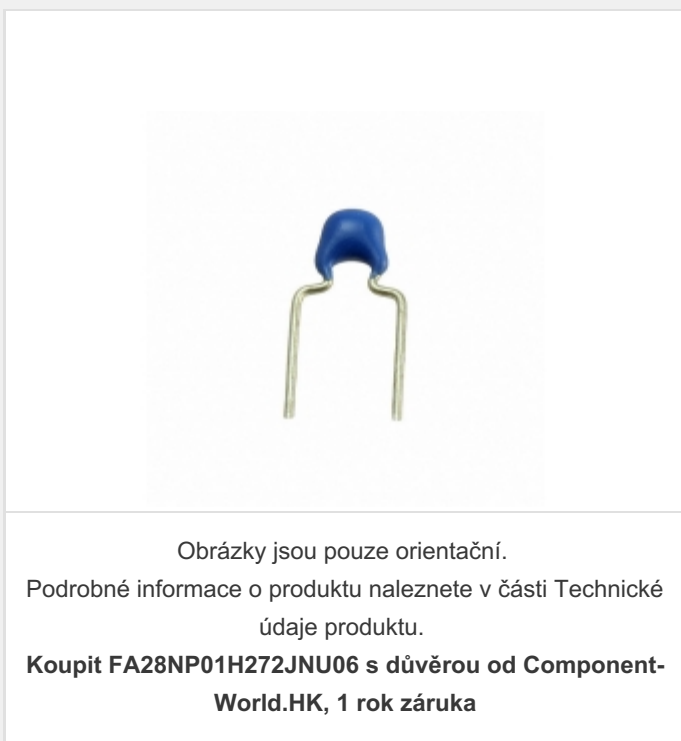 Obrázky jsou pouze orientační.
Podrobné informace o produktu naleznete v části Technické
údaje produktu.
Koupit FA28NP01H272JNU06 s důvěrou od Component-
World.HK, 1 rok záruka